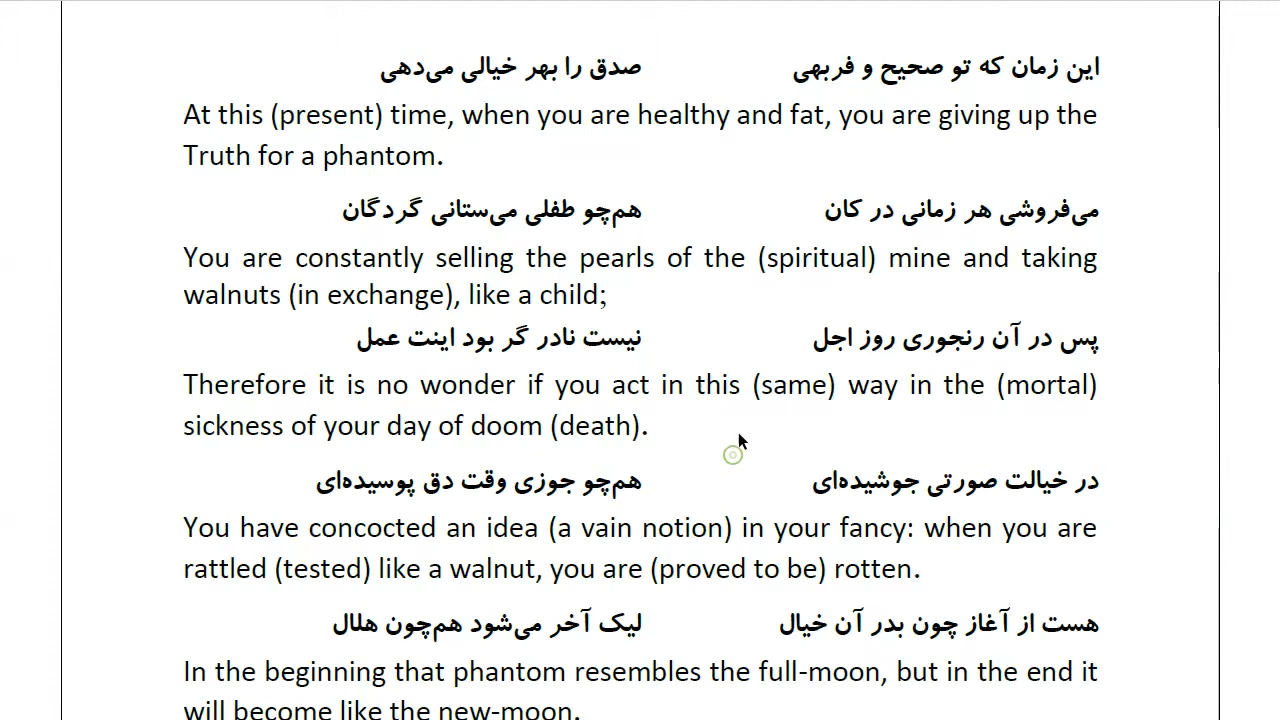 این زمان که تو صحیح و فربهی صدق را بهر خیالی می‌دهی
At this (present) time, when you are healthy and fat, you are giving up the
Truth for a phantom.
می‌فروشی هر زمانی در کان هم‌چو طفلی می‌ستانی گردگان
You are constantly selling the pearls of the (spiritual) mine and taking
walnuts (in exchange), like a child;
پس در آن رنجوری روز اجل نیست نادر گر بود اینت عمل
Therefore it is no wonder if you act in this (same) way in the (mortal)
sickness of your day of doom (death).
در خیالت صورتی جوشیده‌ای هم‌چو جوزی وقت دق پوسیده‌ای
You have concocted an idea (a vain notion) in your fancy: when you are
rattled (tested) like a walnut, you are (proved to be) rotten.
هست از آغاز چون بدر آن خیال لیک آخر می‌شود هم‌چون هلال
In the beginning that phantom resembles the full-moon, but in the end it
will become like the new-moon.